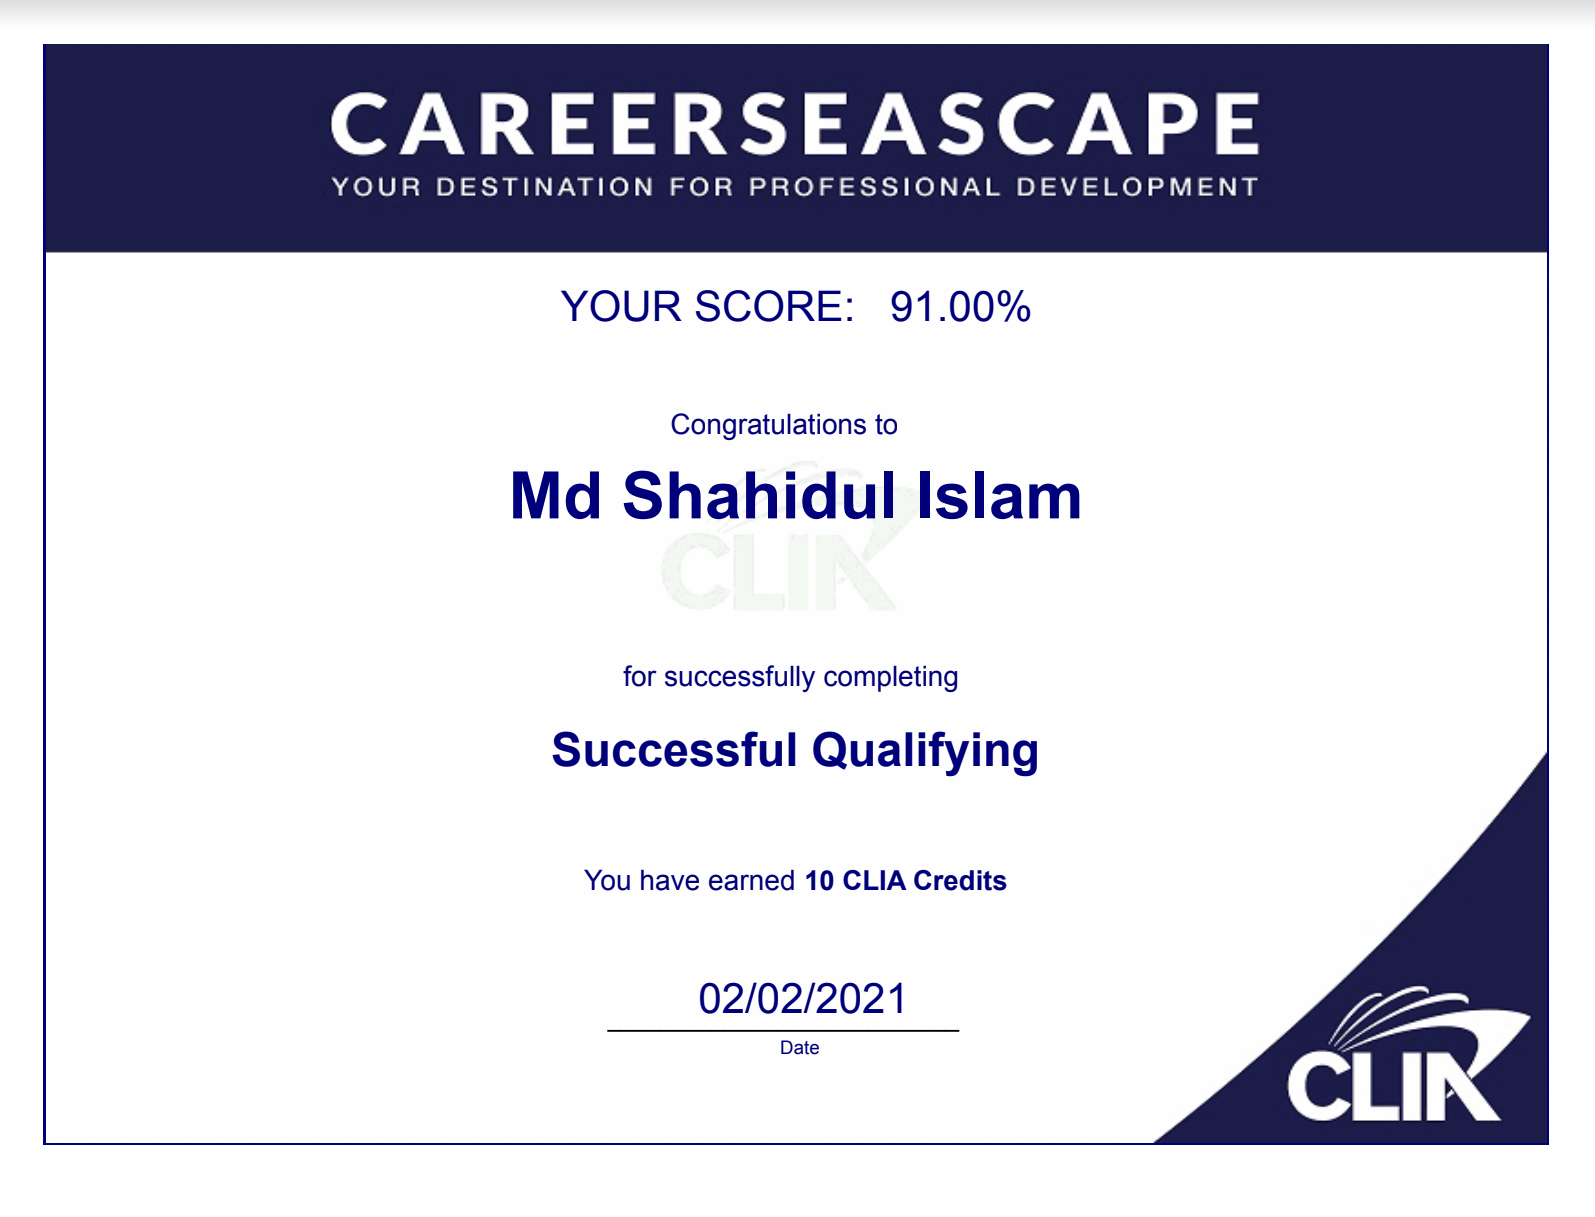 CAREERSEASCAPE
YOUR DESTINATION FOR PROFESSIONAL DEVELOPMENT
YOUR SCORE: 91.00%
Congratulations to
Md Shahidul Islam
CLIA
for successfully completing
Successful Qualifying
You have earned 10 CLIA Credits
02/02/2021
Date
CLIA